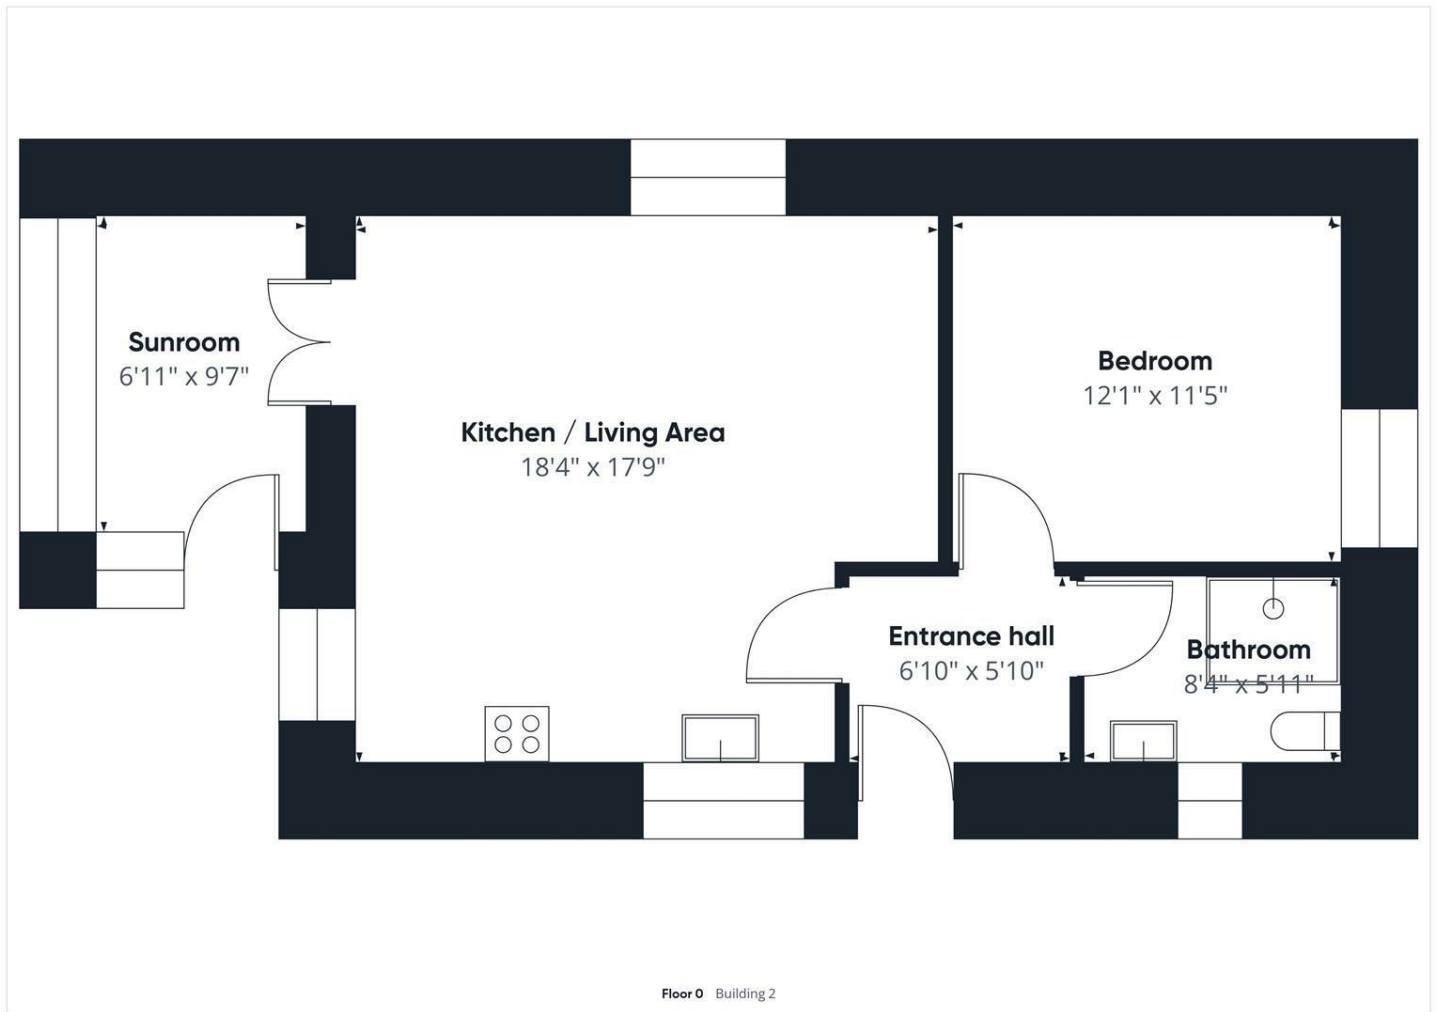 Sunroom
6'11" x 9'7"
Kitchen / Living Area
18'4" x 17'9"
Bedroom
12'1" x 11'5"
Entrance hall
6'10" x 5'10"
Bathroom
8'4" x 5'11"
Floor 0 Building 2